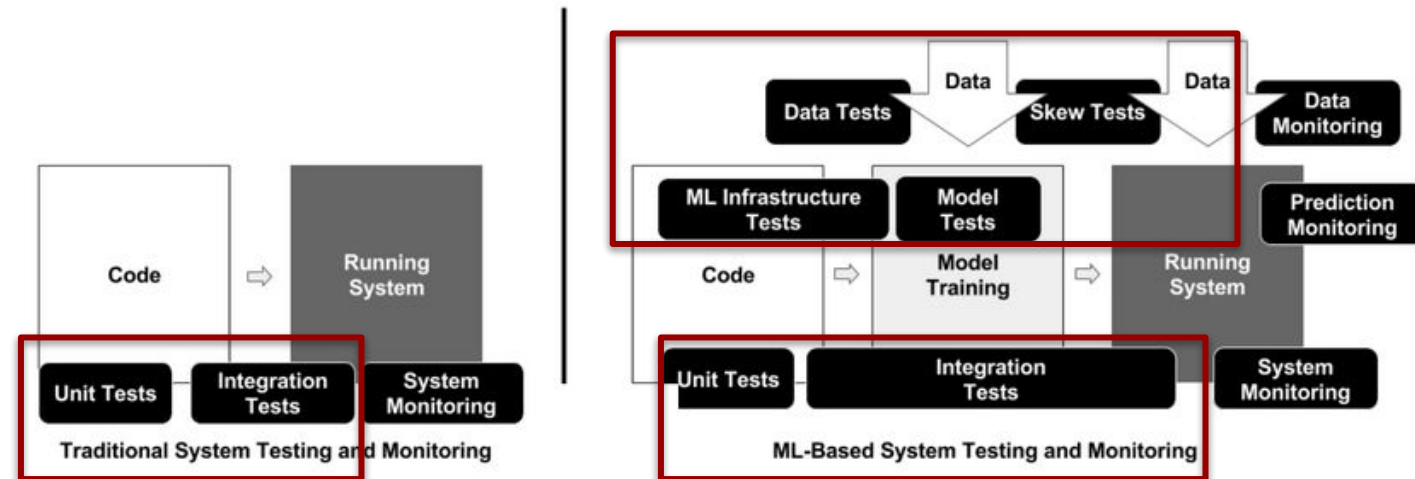 Code
Running
System
Unit Tests
Integration
Tests
System
Monitoring
Traditional System Testing and Monitoring
Data
Data
Data Tests
Skew Tests
Data
Monitoring
ML Infrastructure
Tests
Model
Tests
Prediction
Monitoring
Code
Model
Training
Running
System
Unit Tests
Integration
Tests
System
Monitoring
ML-Based System Testing and Monitoring